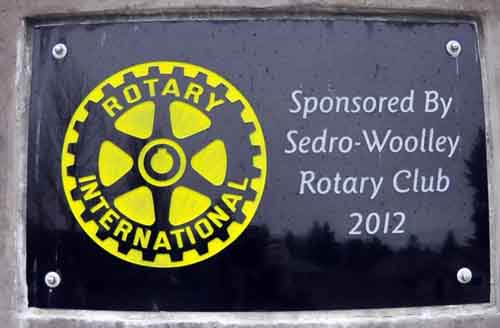 ROTARY
INTERNATIONAL
Sponsored By
Sedro-Woolley
Rotary Club
2012